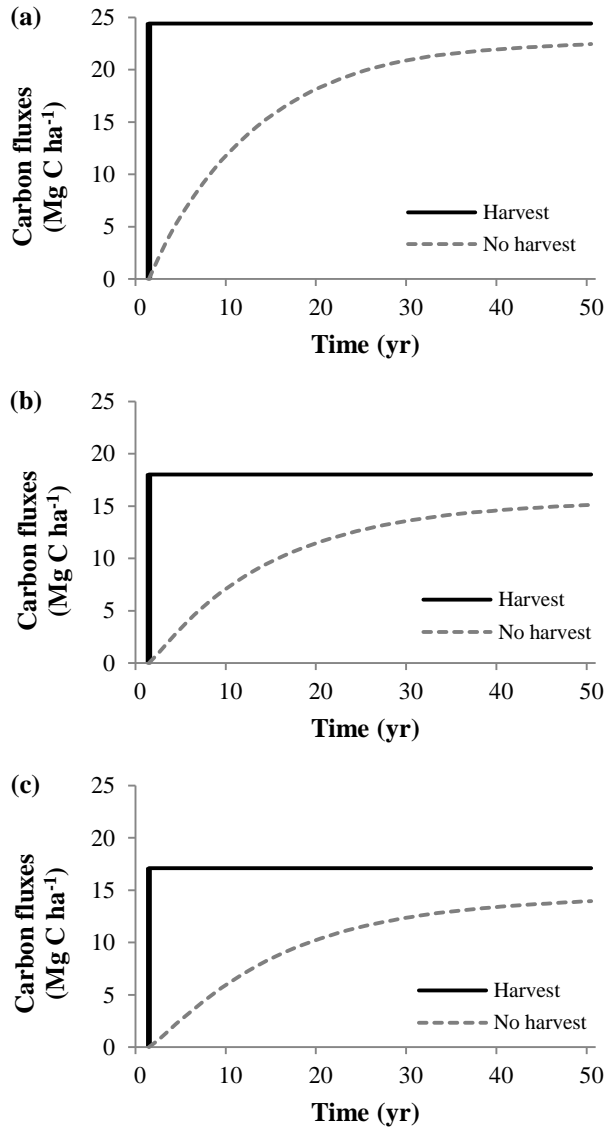 (a)
Carbon fluxes
(Mg C ha⁻¹)
25
20
15
10
5
0
Harvest
No harvest
0 10 20 30 40 50
Time (yr)
(b)
Carbon fluxes
(Mg C ha⁻¹)
25
20
15
10
5
0
Harvest
No harvest
0 10 20 30 40 50
Time (yr)
(c)
Carbon fluxes
(Mg C ha⁻¹)
25
20
15
10
5
0
Harvest
No harvest
0 10 20 30 40 50
Time (yr)